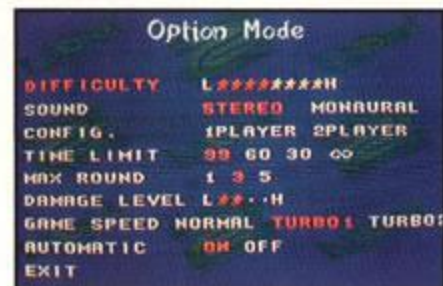 Option Mode
DIFFICULTY L********H
SOUND STEREO MONAURAL
CONFIG. 1PLAYER 2PLAYER
TIME LIMIT 99 60 30 ∞
MAX ROUND 1 3 5
DAMAGE LEVEL L**··H
GAME SPEED NORMAL TURBO1 TURBO2
AUTOMATIC ON OFF
EXIT